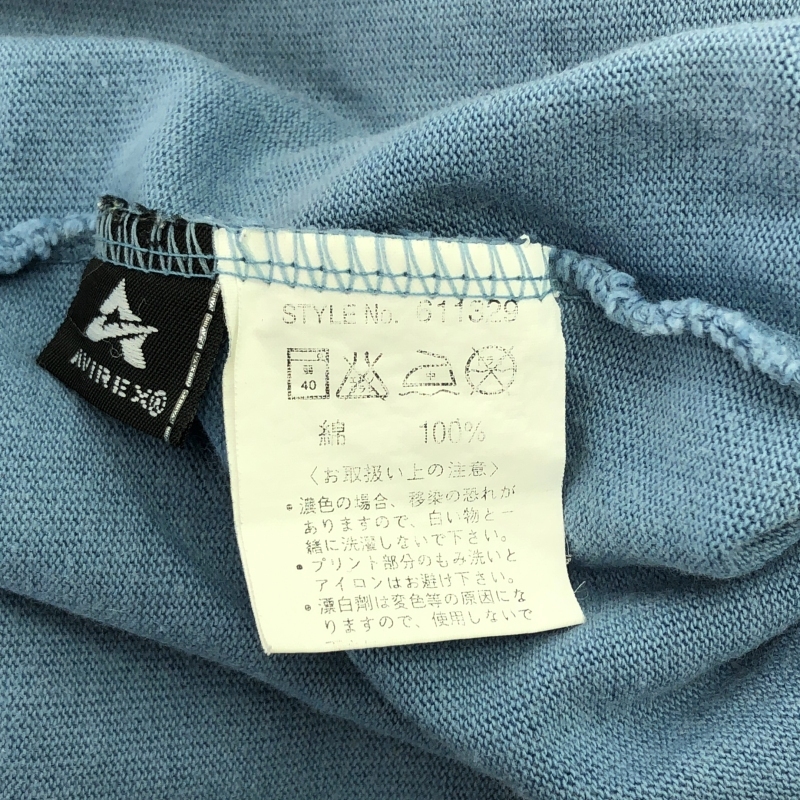 AVIREX®
STYLE No. 611329
40
綿 100%
〈お取扱い上の注意〉
• 濃色の場合、移染の恐れが
ありますので、白い物と一
緒に洗濯しないで下さい。
• プリント部分のもみ洗いと
アイロンはお避け下さい。
• 漂白剤は変色等の原因にな
りますので、使用しないで